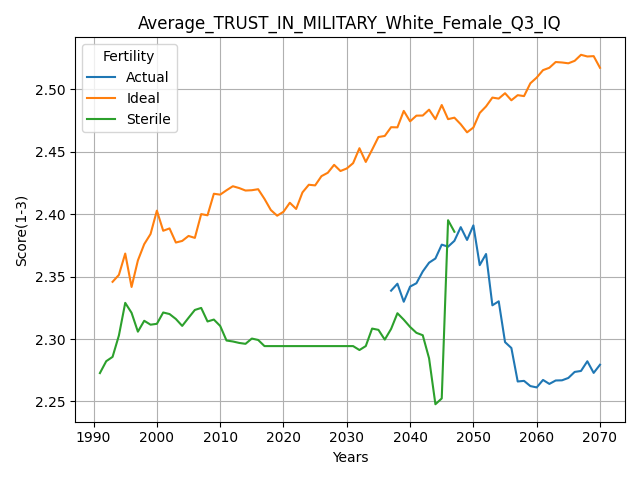 Average_TRUST_IN_MILITARY_White_Female_Q3_IQ
Fertility
Actual
Ideal
Sterile
Score(1-3)
2.50
2.45
2.40
2.35
2.30
2.25
1990 2000 2010 2020 2030 2040 2050 2060 2070
Years